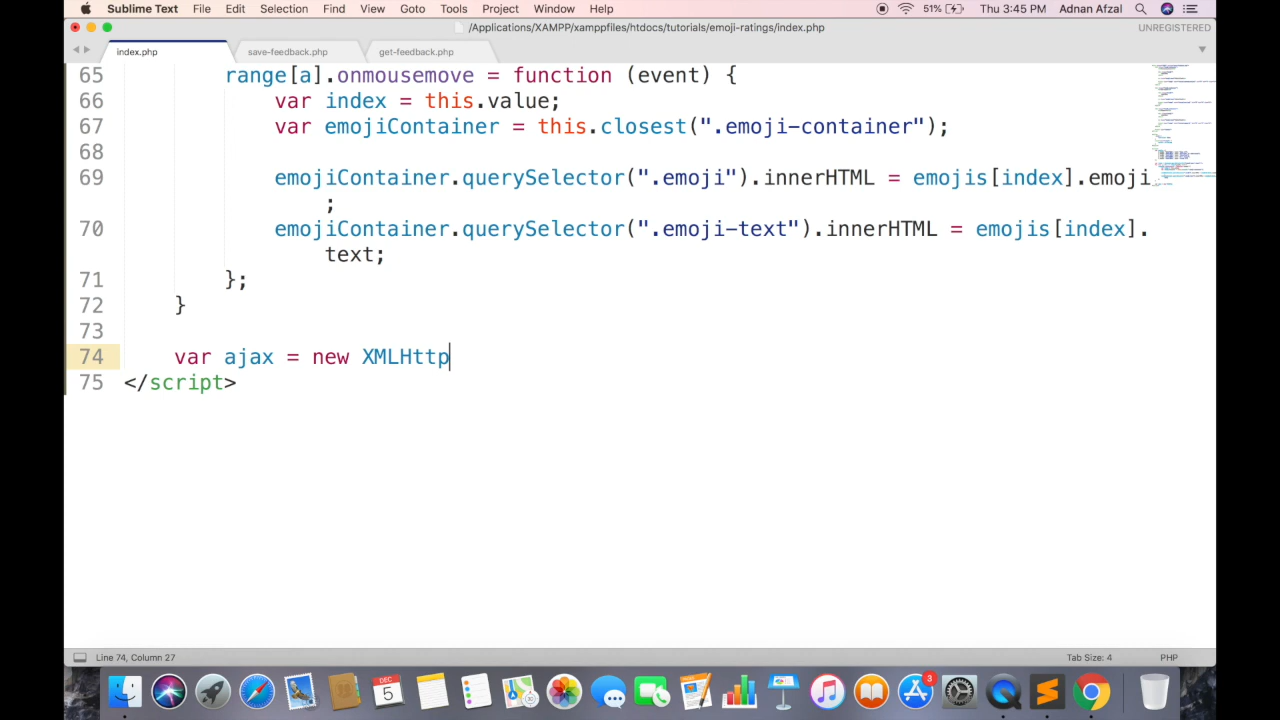 Sublime Text File Edit Selection Find View Goto Tools Project Window Help 51% Thu 3:45 PM Adnan Afzal
/Applications/XAMPP/xamppfiles/htdocs/tutorials/emoji-ratings/index.php UNREGISTERED
index.php save-feedback.php get-feedback.php
65 range[a].onmousemove = function (event) {
66 var index = this.value;
67 var emojiContainer = this.closest(".emoji-container");
68
69 emojiContainer.querySelector(".emoji").innerHTML = emojis[index].emoji
;
70 emojiContainer.querySelector(".emoji-text").innerHTML = emojis[index].
text;
71 };
72 }
73
74 var ajax = new XMLHttp
75 </script>
Line 74, Column 27 Tab Size: 4 PHP
DEC
5
3